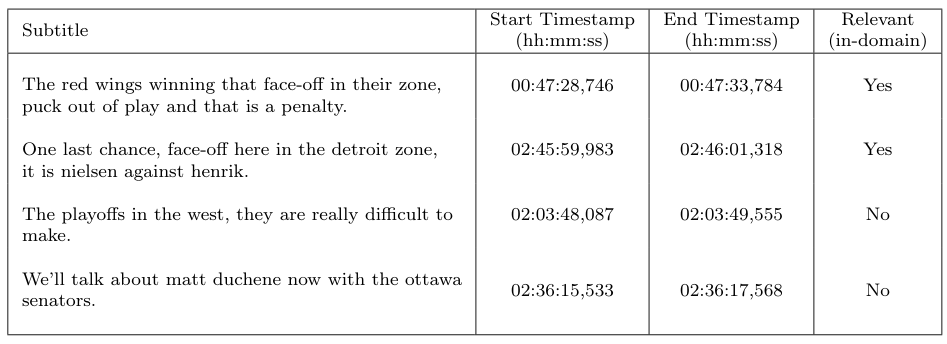 Subtitle Start Timestamp (hh:mm:ss) End Timestamp (hh:mm:ss) Relevant (in-domain)
The red wings winning that face-off in their zone, 00:47:28,746 00:47:33,784 Yes
puck out of play and that is a penalty.
One last chance, face-off here in the detroit zone, 02:45:59,983 02:46:01,318 Yes
it is nielsen against henrik.
The playoffs in the west, they are really difficult to 02:03:48,087 02:03:49,555 No
make.
We'll talk about matt duchene now with the ottawa
senators. 02:36:15,533 02:36:17,568 No